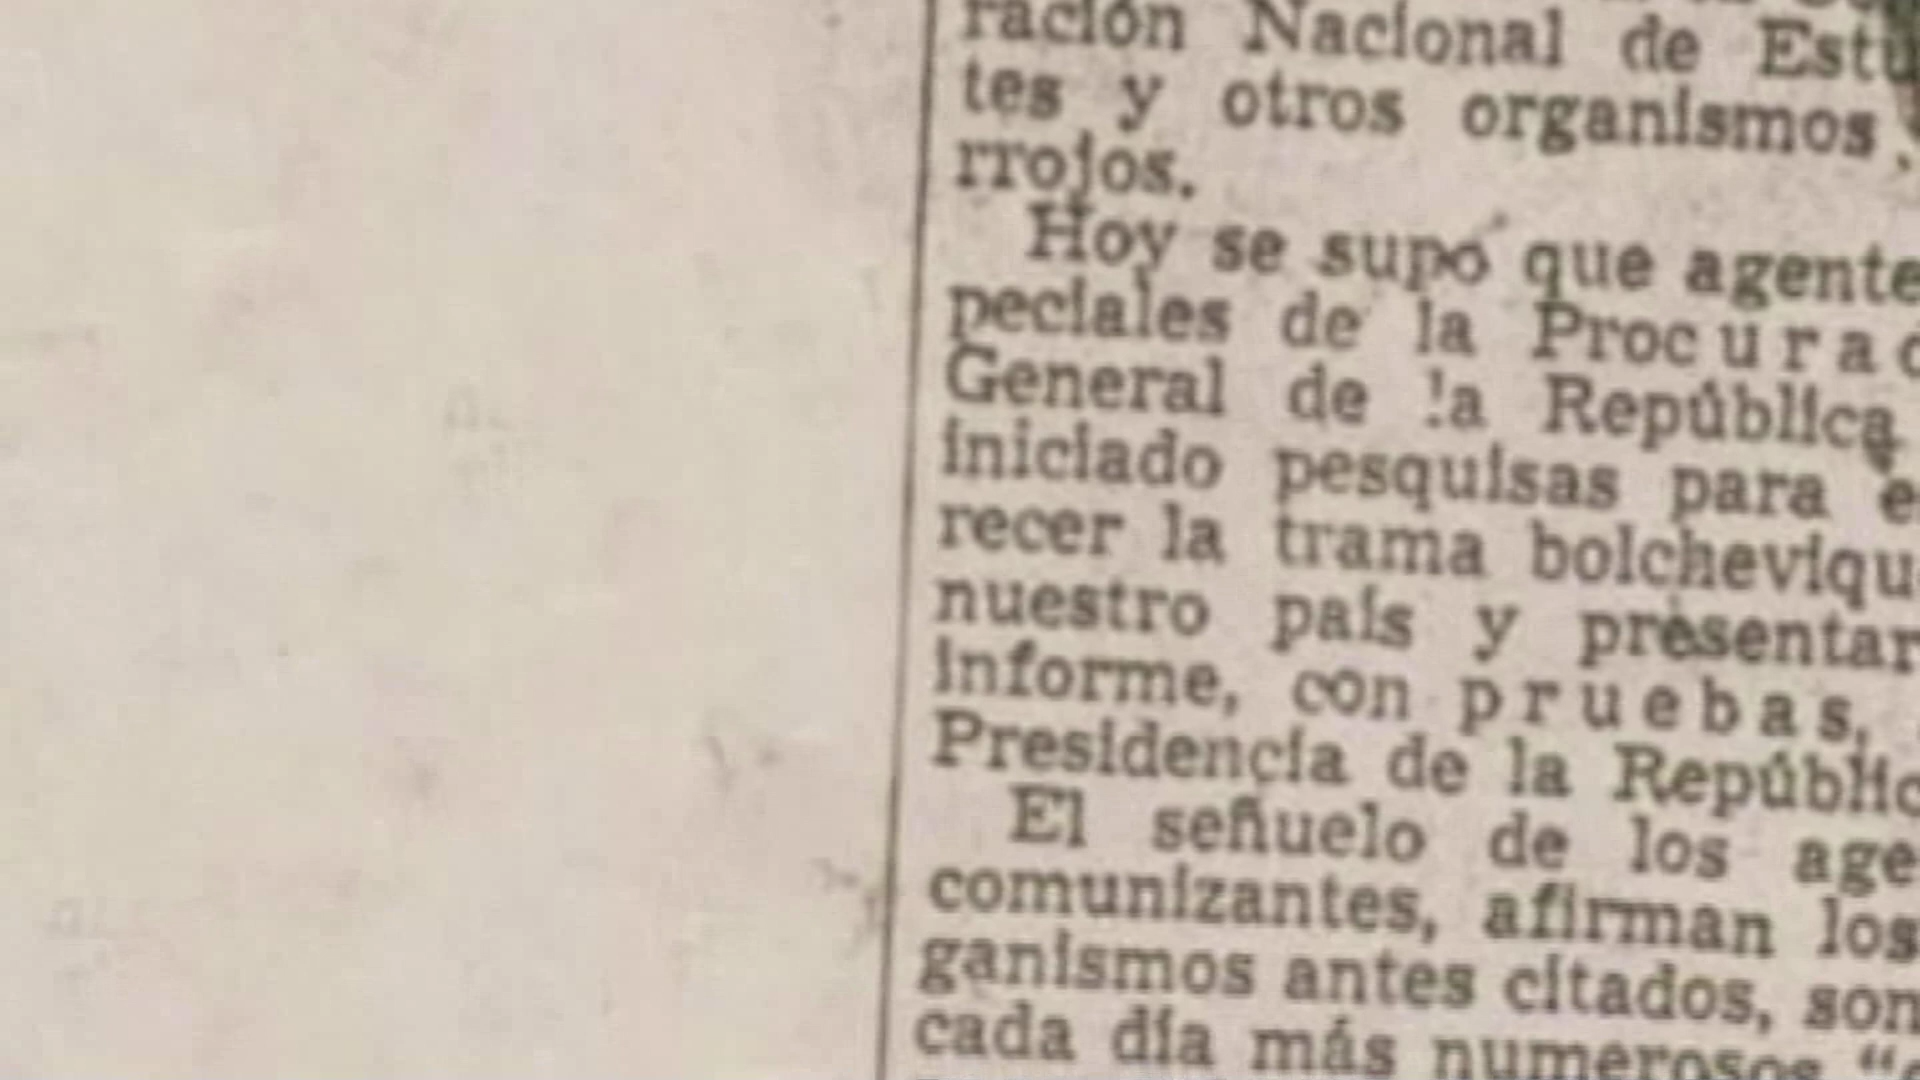 ración Nacional de Estu
tes y otros organismos
rrojos.
Hoy se supo que agente
peciales de la Procurad
General de !a República
iniciado pesquisas para e
recer la trama bolchevique
nuestro país y presentar
informe, con pruebas,
Presidencia de la Repúblic
El señuelo de los age
comunizantes, afirman los
ganismos antes citados, son
cada día más numerosos "